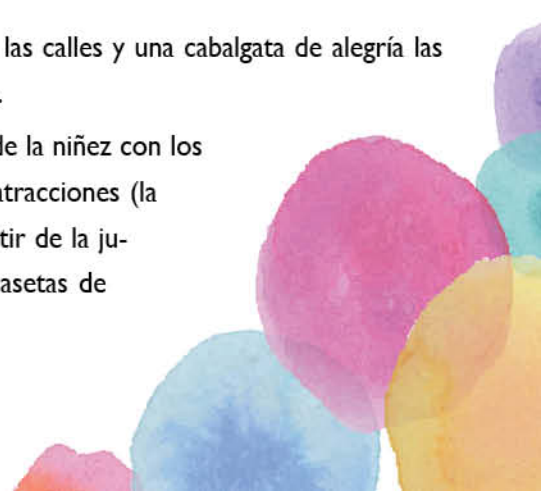 las calles y una cabalgata de alegría las
.
de la niñez con los
atracciones (la
tir de la ju-
asetas de